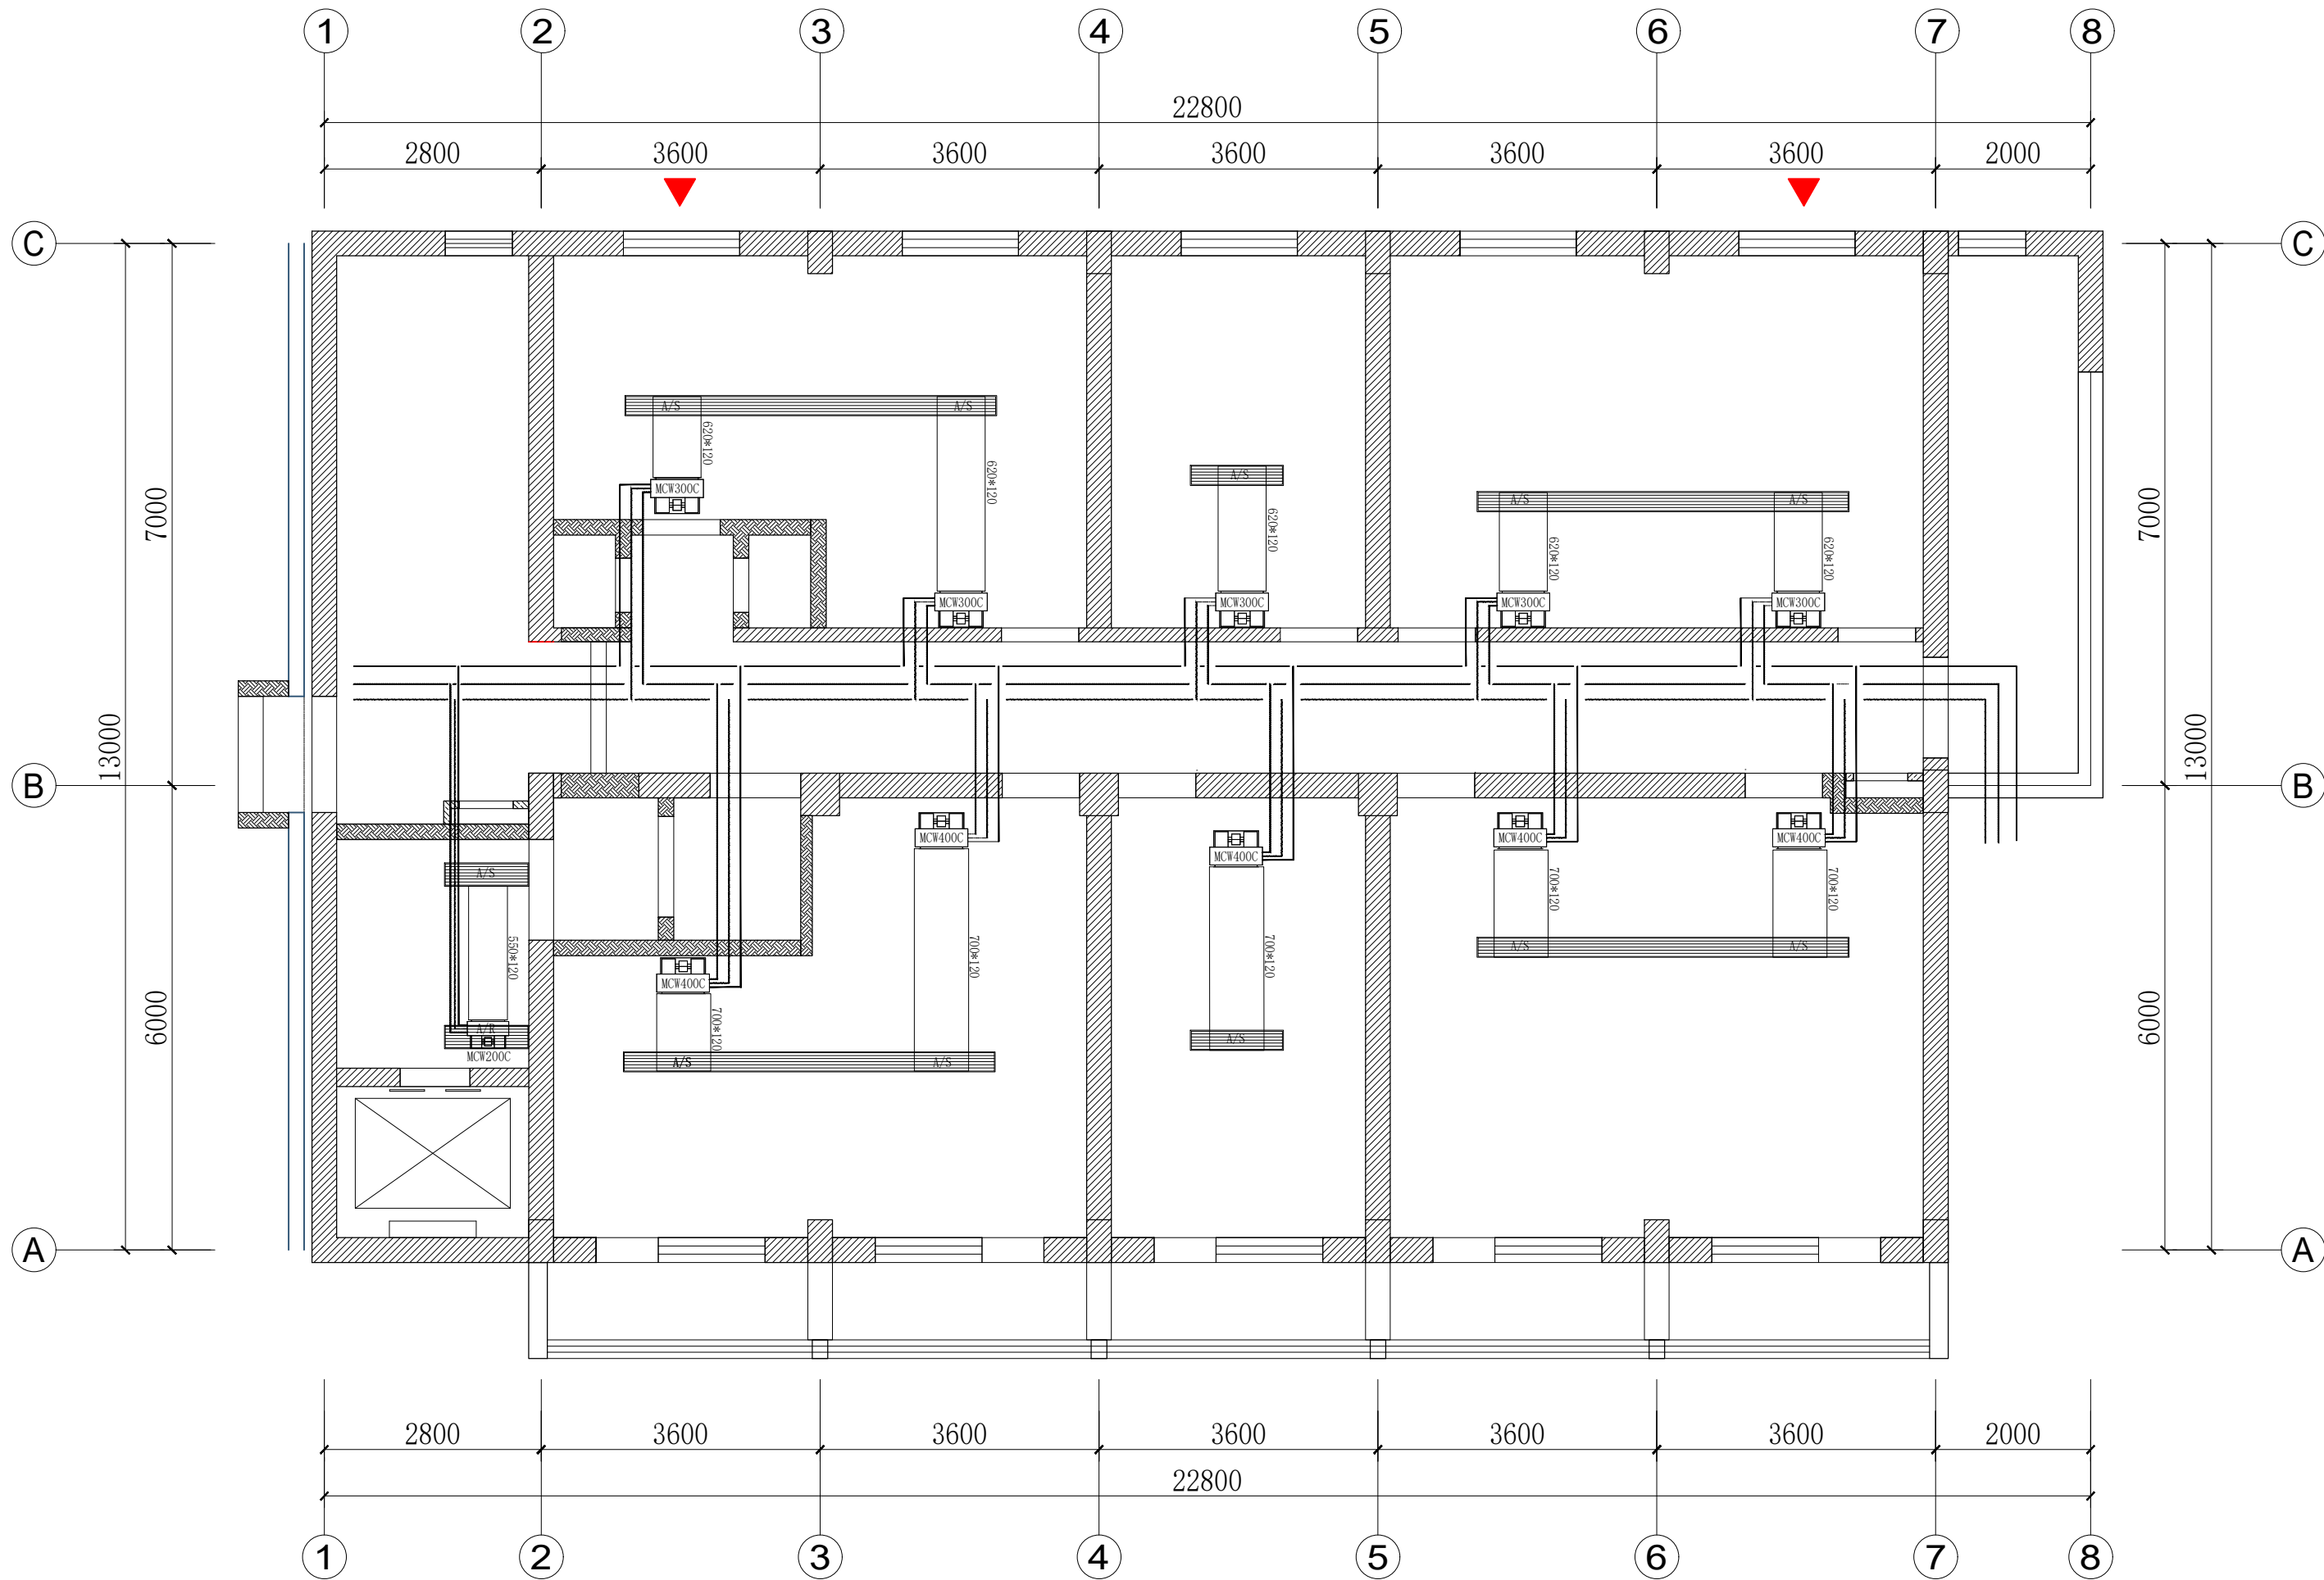 1 2 3 4 5 6 7 8
22800
2800 3600 3600 3600 3600 3600 2000
C C
A/S A/S
620*120
620*120
A/S
620*120
A/S A/S
620*120 620*120
MCW300C
MCW300C MCW300C MCW300C MCW300C
7000 7000
13000 13000
B B
MCW400C MCW400C MCW400C
MCW400C
A/S
700*120 700*120
550*120 700*120 700*120
A/S A/S
MCW400C
700*120
A/R
MCW200C
A/S
A/S A/S
6000 6000
A A
2800 3600 3600 3600 3600 3600 2000
22800
1 2 3 4 5 6 7 8